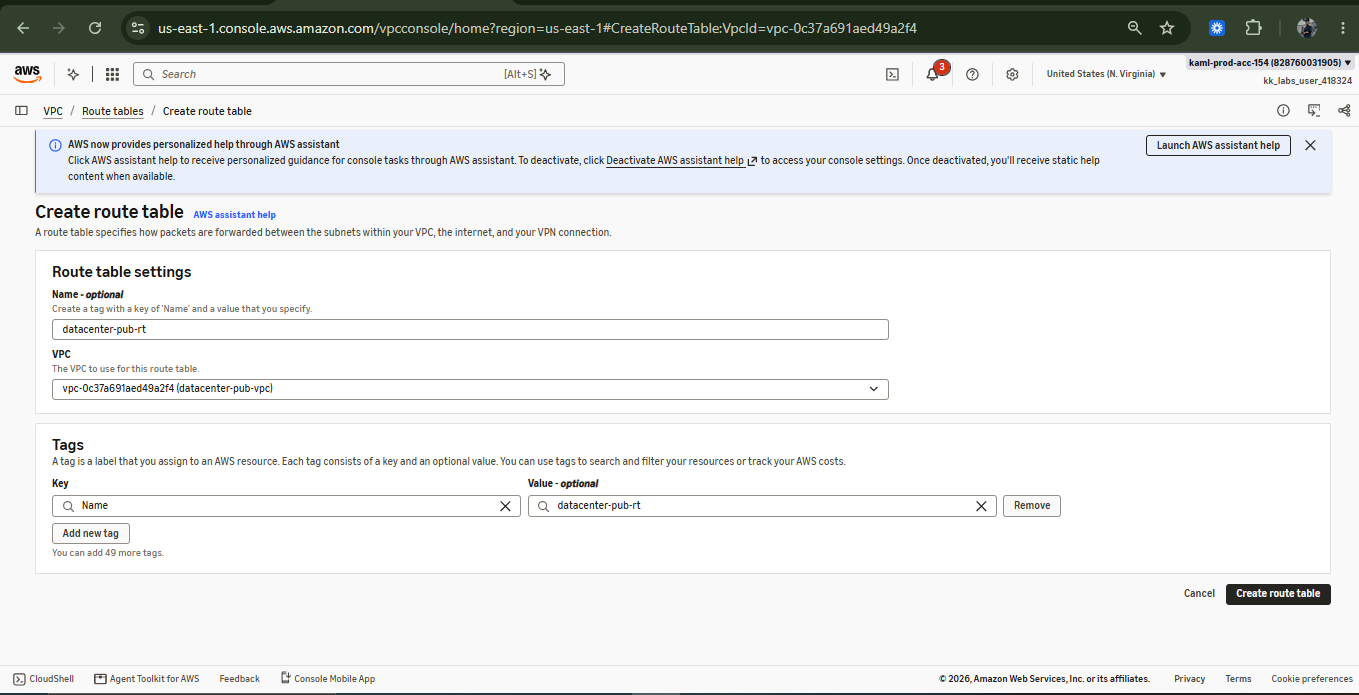 us-east-1.console.aws.amazon.com/vpcconsole/home?region=us-east-1#CreateRouteTable:VpcId=vpc-0c37a691aed49a2f4
aws
Search [Alt+S]
3
United States (N. Virginia)
kaml-prod-acc-154 (828760031905)
kk_labs_user_418324
VPC / Route tables / Create route table
AWS now provides personalized help through AWS assistant
Click AWS assistant help to receive personalized guidance for console tasks through AWS assistant. To deactivate, click Deactivate AWS assistant help to access your console settings. Once deactivated, you'll receive static help
content when available.
Launch AWS assistant help
Create route table AWS assistant help
A route table specifies how packets are forwarded between the subnets within your VPC, the internet, and your VPN connection.
Route table settings
Name - optional
Create a tag with a key of 'Name' and a value that you specify.
datacenter-pub-rt
VPC
The VPC to use for this route table.
vpc-0c37a691aed49a2f4 (datacenter-pub-vpc)
Tags
A tag is a label that you assign to an AWS resource. Each tag consists of a key and an optional value. You can use tags to search and filter your resources or track your AWS costs.
Key Value - optional
Name datacenter-pub-rt Remove
Add new tag
You can add 49 more tags.
Cancel Create route table
CloudShell Agent Toolkit for AWS Feedback Console Mobile App © 2026, Amazon Web Services, Inc. or its affiliates. Privacy Terms Cookie preferences